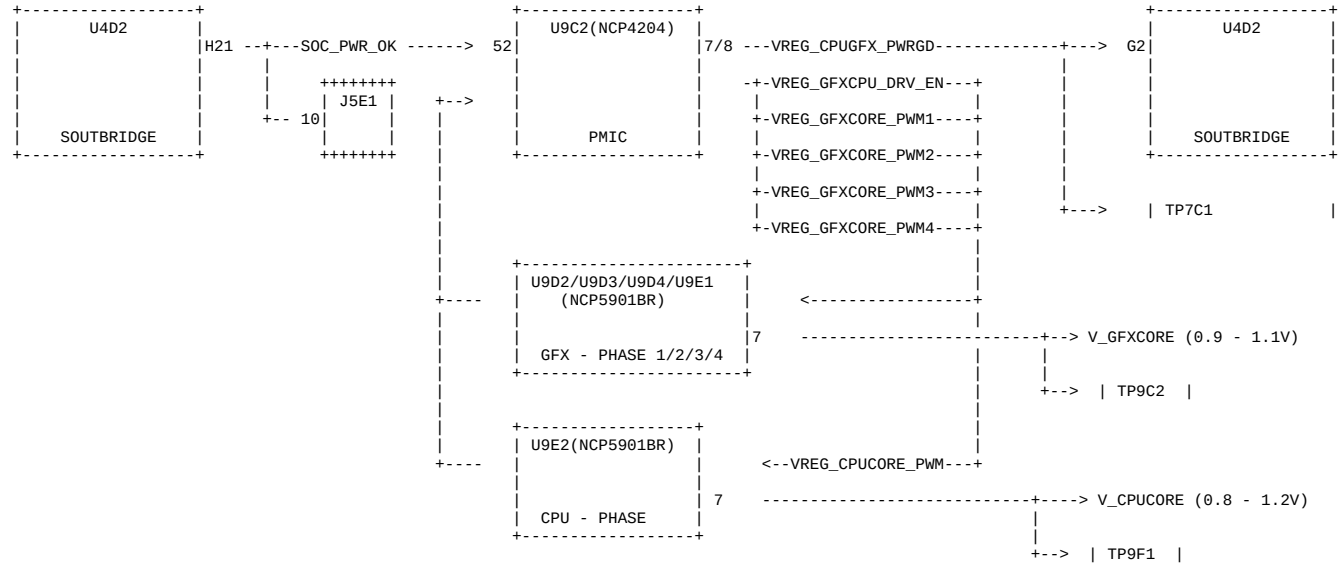 U4D2
U9C2(NCP4204)
U4D2
H21 --+---SOC_PWR_OK ------> 52
7/8 ---VREG_CPUGFX_PWRGD-------------+---> G2
J5E1
-+-VREG_GFXCPU_DRV_EN---+
+-- 10
+-VREG_GFXCORE_PWM1----+
SOUTBRIDGE
PMIC
SOUTBRIDGE
+-VREG_GFXCORE_PWM2----+
+-VREG_GFXCORE_PWM3----+
TP7C1
+-VREG_GFXCORE_PWM4----+
U9D2/U9D3/U9D4/U9E1
(NCP5901BR)
7
V_GFXCORE (0.9 - 1.1V)
GFX - PHASE 1/2/3/4
TP9C2
U9E2(NCP5901BR)
<--VREG_CPUCORE_PWM---+
7
V_CPUCORE (0.8 - 1.2V)
CPU - PHASE
TP9F1